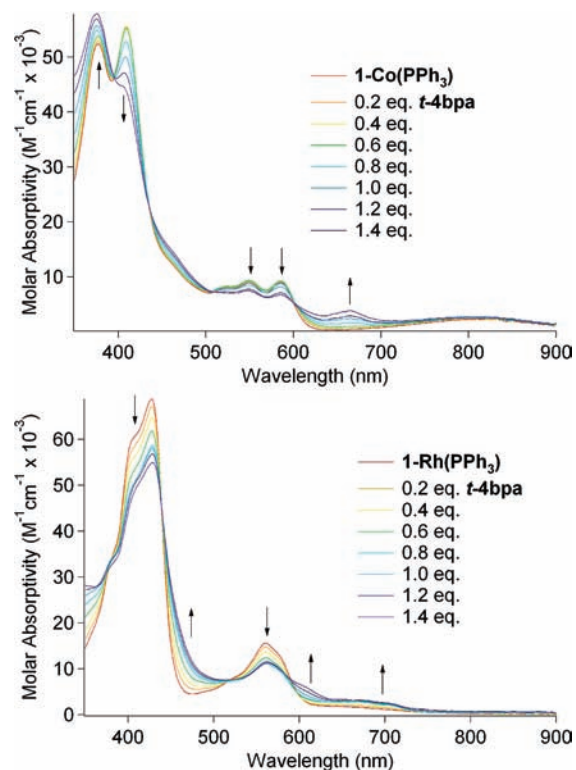 Molar Absorptivity (M⁻¹cm⁻¹ x 10⁻³)
50
40
30
20
10
1-Co(PPh₃)
0.2 eq. t-4bpa
0.4 eq.
0.6 eq.
0.8 eq.
1.0 eq.
1.2 eq.
1.4 eq.
400 500 600 700 800 900
Wavelength (nm)
Molar Absorptivity (M⁻¹cm⁻¹ x 10⁻³)
60
50
40
30
20
10
0
1-Rh(PPh₃)
0.2 eq. t-4bpa
0.4 eq.
0.6 eq.
0.8 eq.
1.0 eq.
1.2 eq.
1.4 eq.
400 500 600 700 800 900
Wavelength (nm)